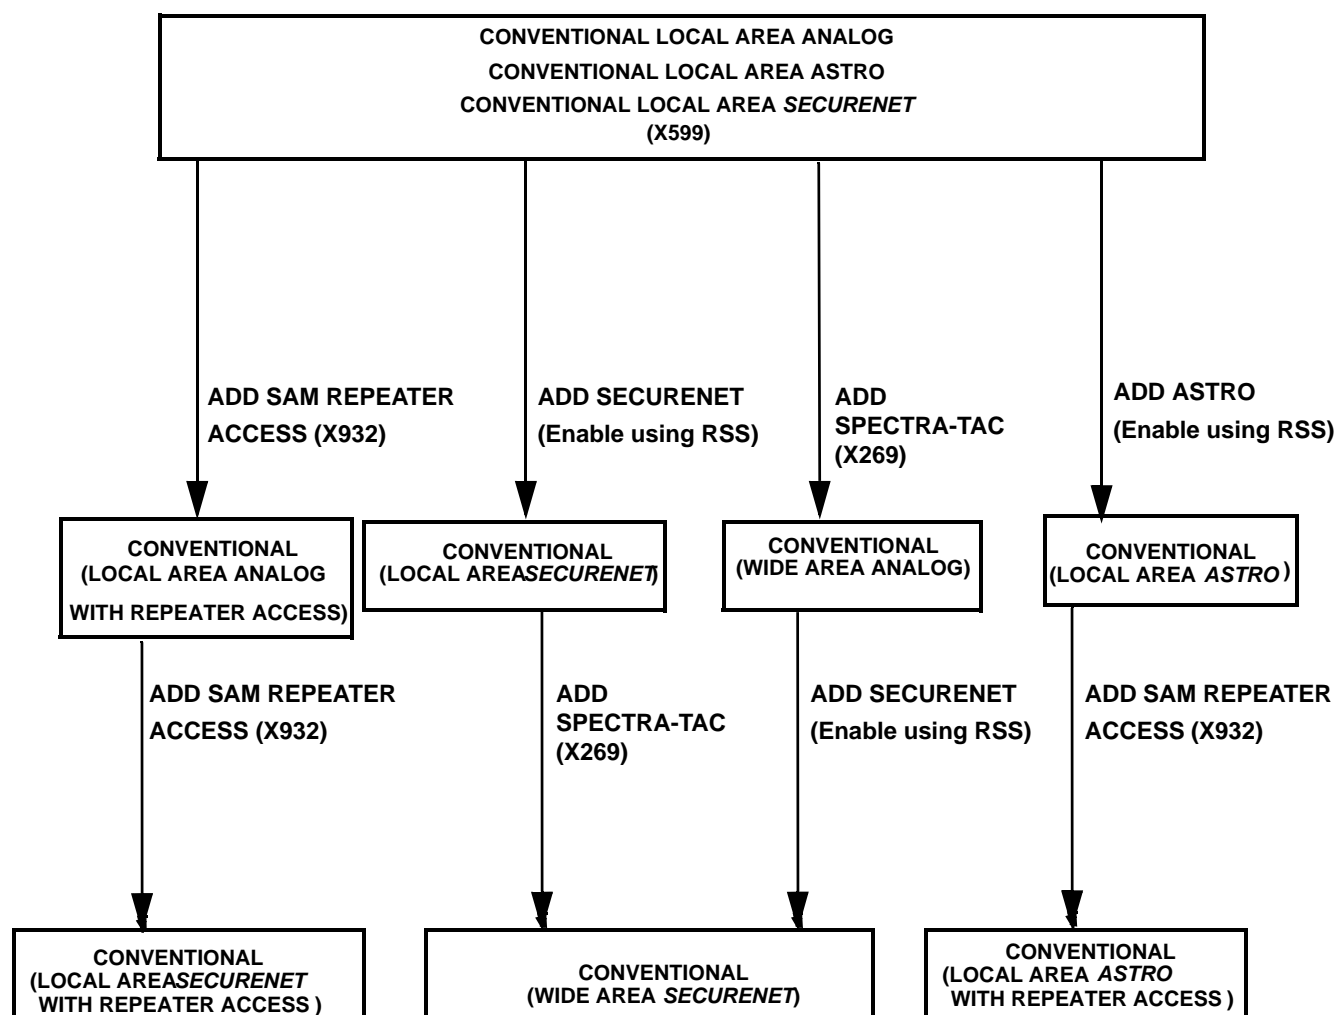 CONVENTIONAL LOCAL AREA ANALOG
CONVENTIONAL LOCAL AREA ASTRO
CONVENTIONAL LOCAL AREA SECURENET
(X599)
ADD SAM REPEATER
ACCESS (X932)
ADD SECURENET
(Enable using RSS)
ADD
SPECTRA-TAC
(X269)
ADD ASTRO
(Enable using RSS)
CONVENTIONAL
(LOCAL AREA ANALOG
WITH REPEATER ACCESS)
CONVENTIONAL
(LOCAL AREASECURENET)
CONVENTIONAL
(WIDE AREA ANALOG)
CONVENTIONAL
(LOCAL AREA ASTRO)
ADD SAM REPEATER
ACCESS (X932)
ADD
SPECTRA-TAC
(X269)
ADD SECURENET
(Enable using RSS)
ADD SAM REPEATER
ACCESS (X932)
CONVENTIONAL
(LOCAL AREASECURENET
WITH REPEATER ACCESS )
CONVENTIONAL
(WIDE AREA SECURENET)
CONVENTIONAL
(LOCAL AREA ASTRO
WITH REPEATER ACCESS )